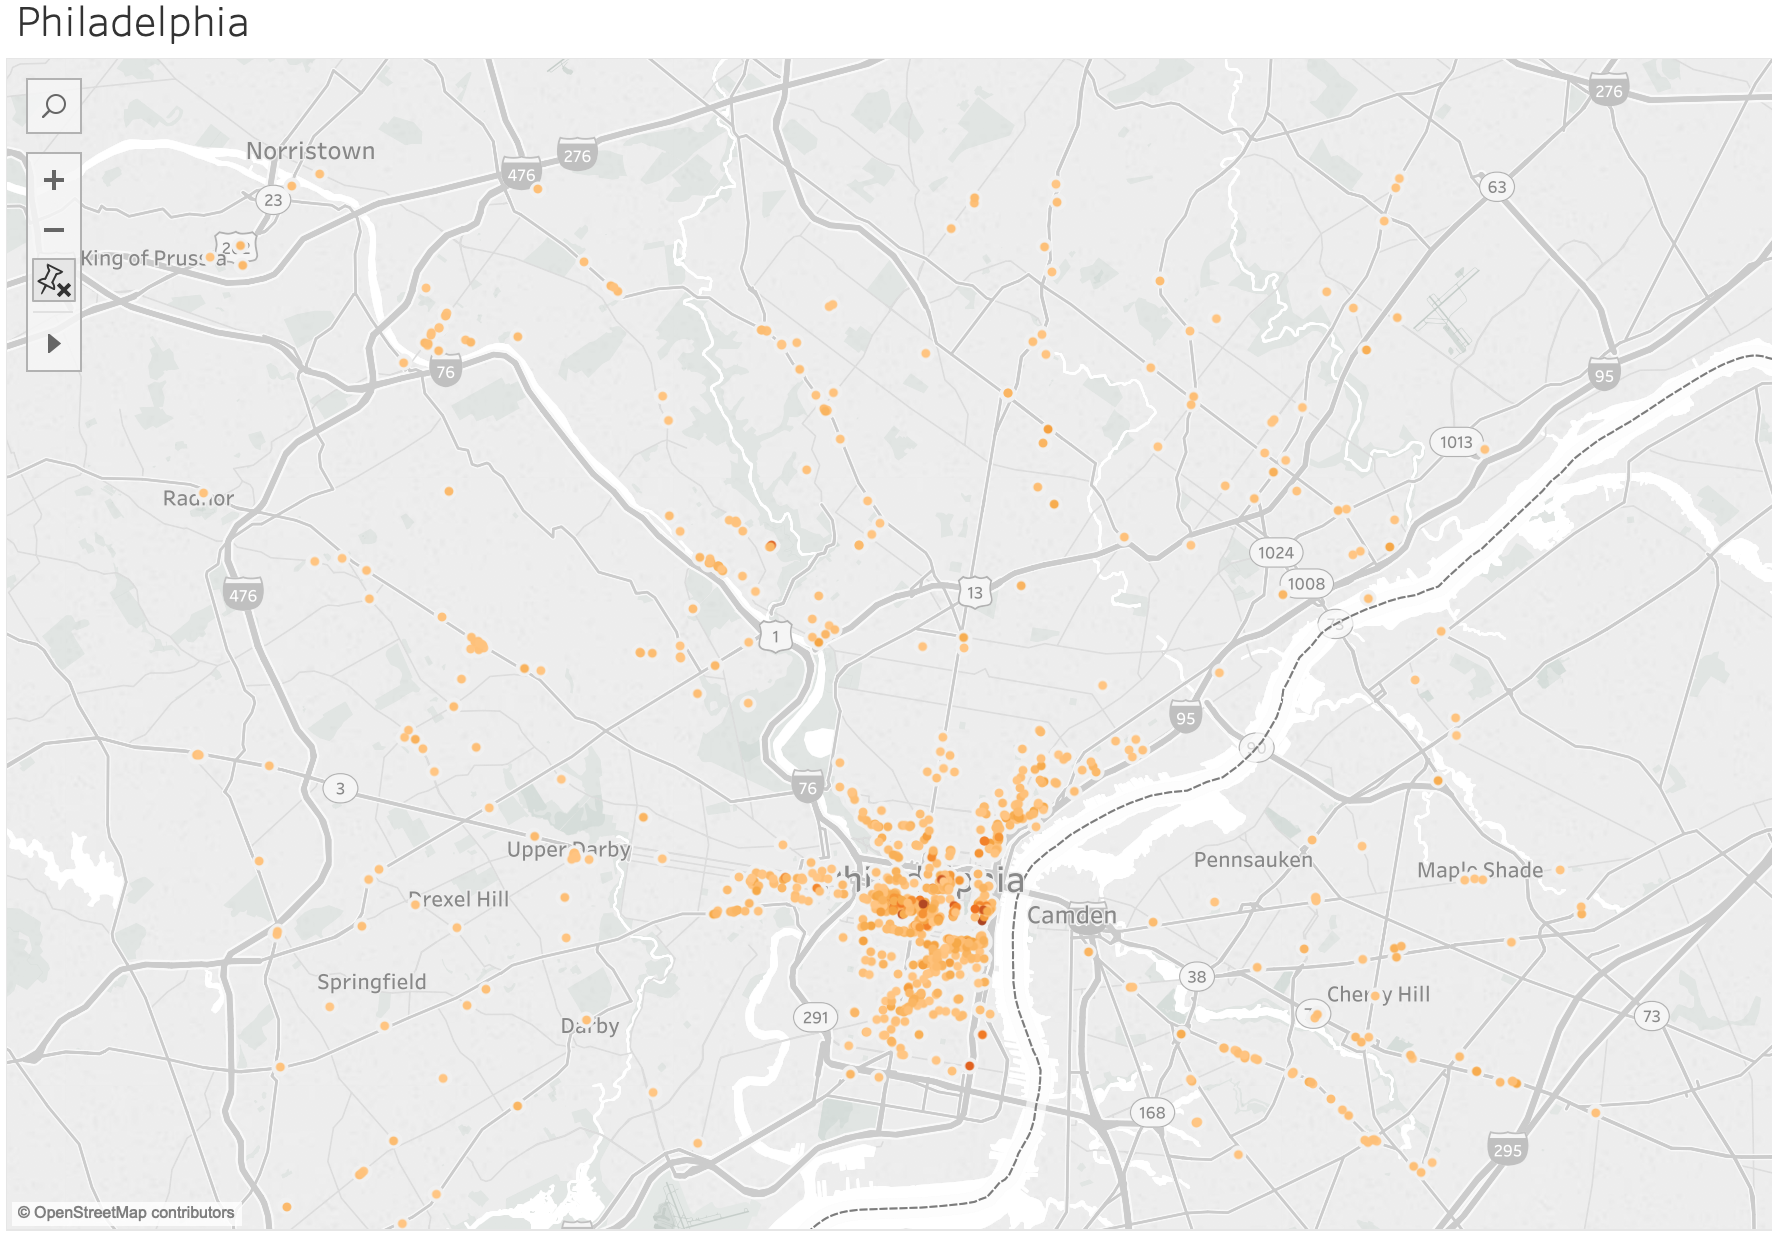 Philadelphia
276
Norristown
276
476
63
23
King of Prussia
76
95
1013
Radnor
1024
1008
476
13
1
73
95
90
76
3
Upper Darby
Pennsauken
Maple Shade
Philadelphia
Drexel Hill
Camden
38
Springfield
Cherry Hill
291
73
Darby
168
295
© OpenStreetMap contributors